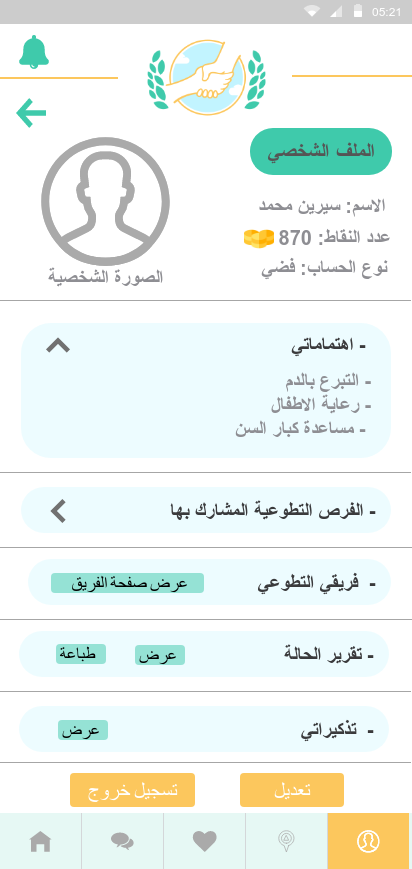 05:21
الملف الشخصي
الاسم: سيرين محمد
عدد النقاط: 870
نوع الحساب: فضي
الصورة الشخصية
- اهتماماتي
- التبرع بالدم
- رعاية الاطفال
- مساعدة كبار السن
- الفرص التطوعية المشارك بها
- فريقي التطوعي عرض صفحة الفريق
- تقرير الحالة عرض طباعة
- تذكيراتي عرض
تعديل تسجيل خروج